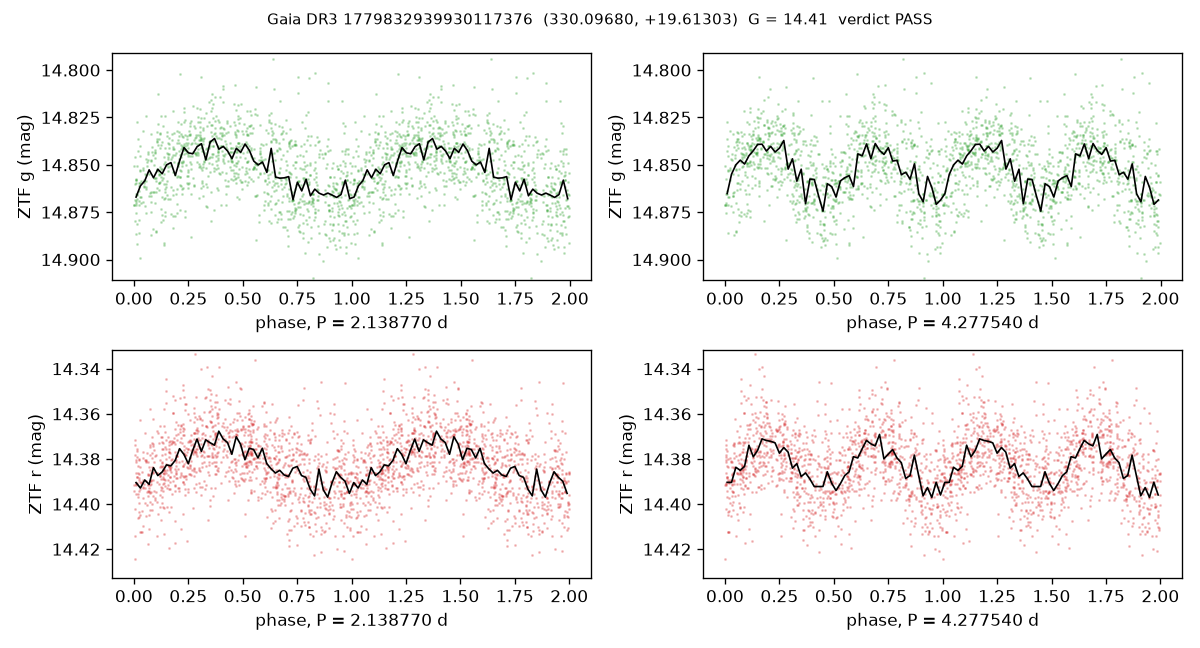 Gaia DR3 1779832939930117376 (330.09680, +19.61303) G = 14.41 verdict PASS
ZTF g (mag)
14.800
14.825
14.850
14.875
14.900
0.00 0.25 0.50 0.75 1.00 1.25 1.50 1.75 2.00
phase, P = 2.138770 d
ZTF g (mag)
14.800
14.825
14.850
14.875
14.900
0.00 0.25 0.50 0.75 1.00 1.25 1.50 1.75 2.00
phase, P = 4.277540 d
ZTF r (mag)
14.34
14.36
14.38
14.40
14.42
0.00 0.25 0.50 0.75 1.00 1.25 1.50 1.75 2.00
phase, P = 2.138770 d
ZTF r (mag)
14.34
14.36
14.38
14.40
14.42
0.00 0.25 0.50 0.75 1.00 1.25 1.50 1.75 2.00
phase, P = 4.277540 d